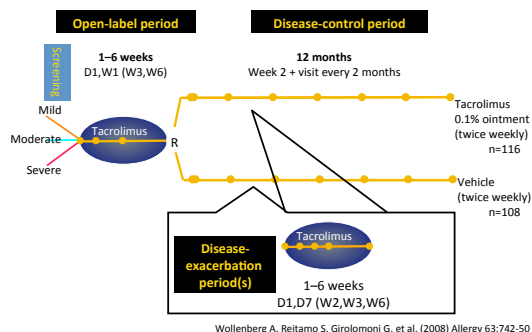 Open-label period
Disease-control period
Screening
1–6 weeks
D1,W1 (W3,W6)
12 months
Week 2 + visit every 2 months
Mild
Moderate
Severe
Tacrolimus
R
Tacrolimus
0.1% ointment
(twice weekly)
n=116
Vehicle
(twice weekly)
n=108
Disease-
exacerbation
period(s)
Tacrolimus
1–6 weeks
D1,D7 (W2,W3,W6)
Wollenberg A, Reitamo S, Girolomoni G, et al. (2008) Allergy 63:742-50